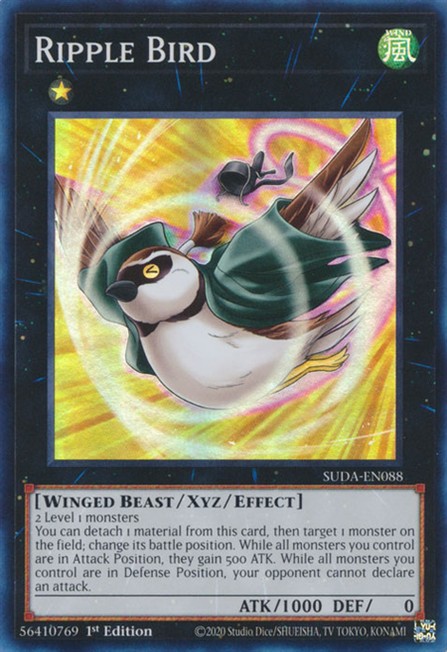 RIPPLE BIRD
WIND
風
SUDA-EN088
[WINGED BEAST/XYZ/EFFECT]
2 Level 1 monsters
You can detach 1 material from this card, then target 1 monster on
the field; change its battle position. While all monsters you control
are in Attack Position, they gain 500 ATK. While all monsters you
control are in Defense Position, your opponent cannot declare
an attack.
ATK/1000 DEF/ 0
56410769 1st Edition ©2020 Studio Dice/SHUEISHA, TV TOKYO, KONAMI